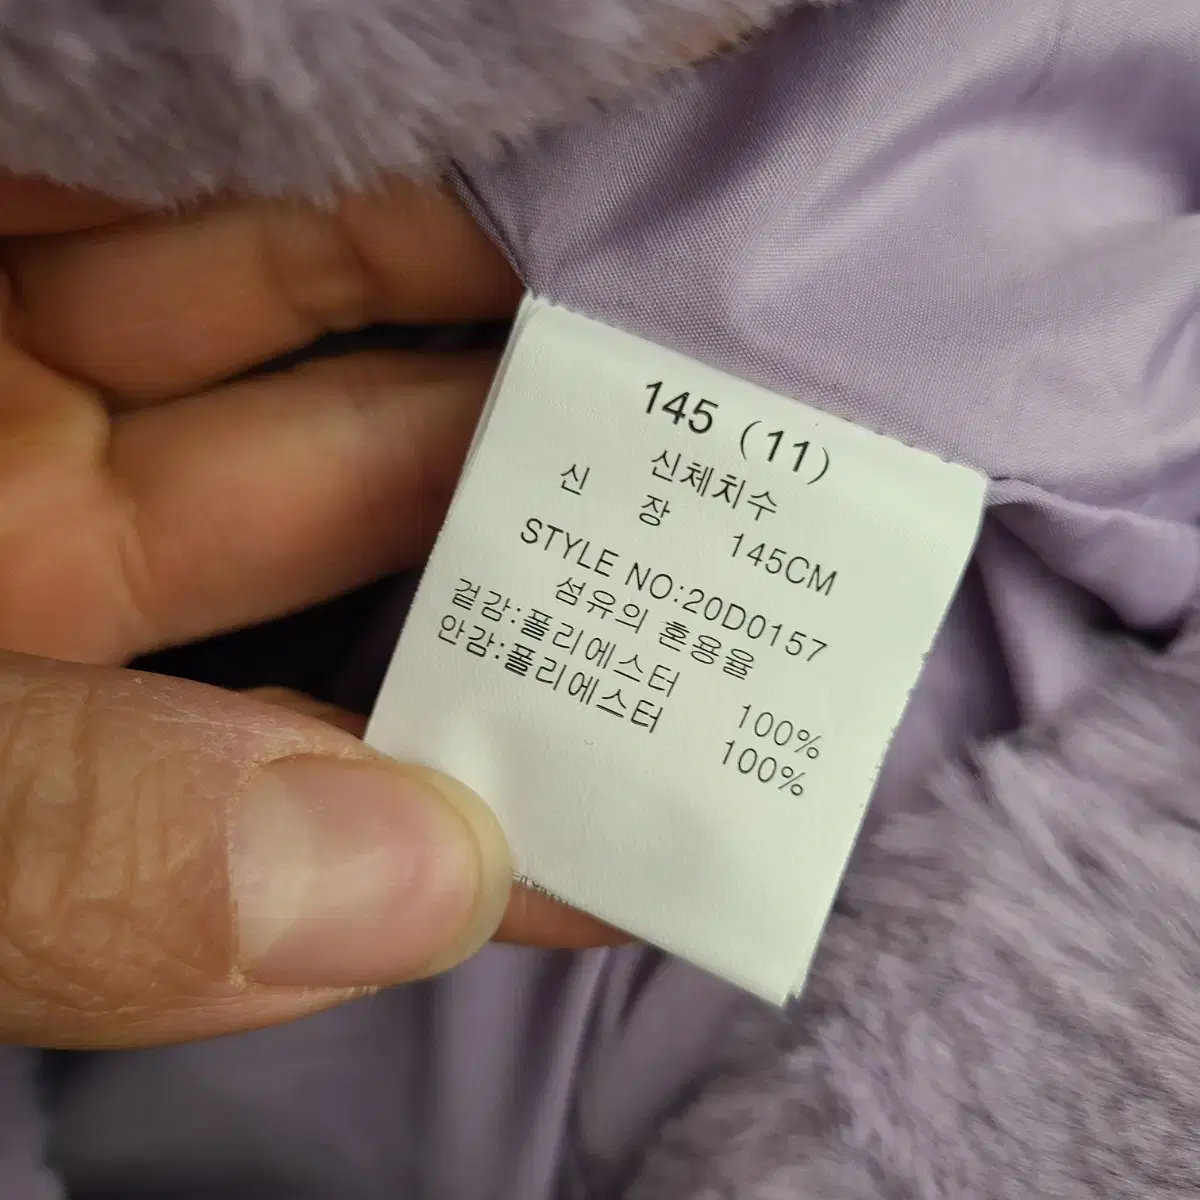 145 (11)
신체치수
신 장 145CM
STYLE NO:20D0157
섬유의 혼용율
겉감:폴리에스터 100%
안감:폴리에스터 100%